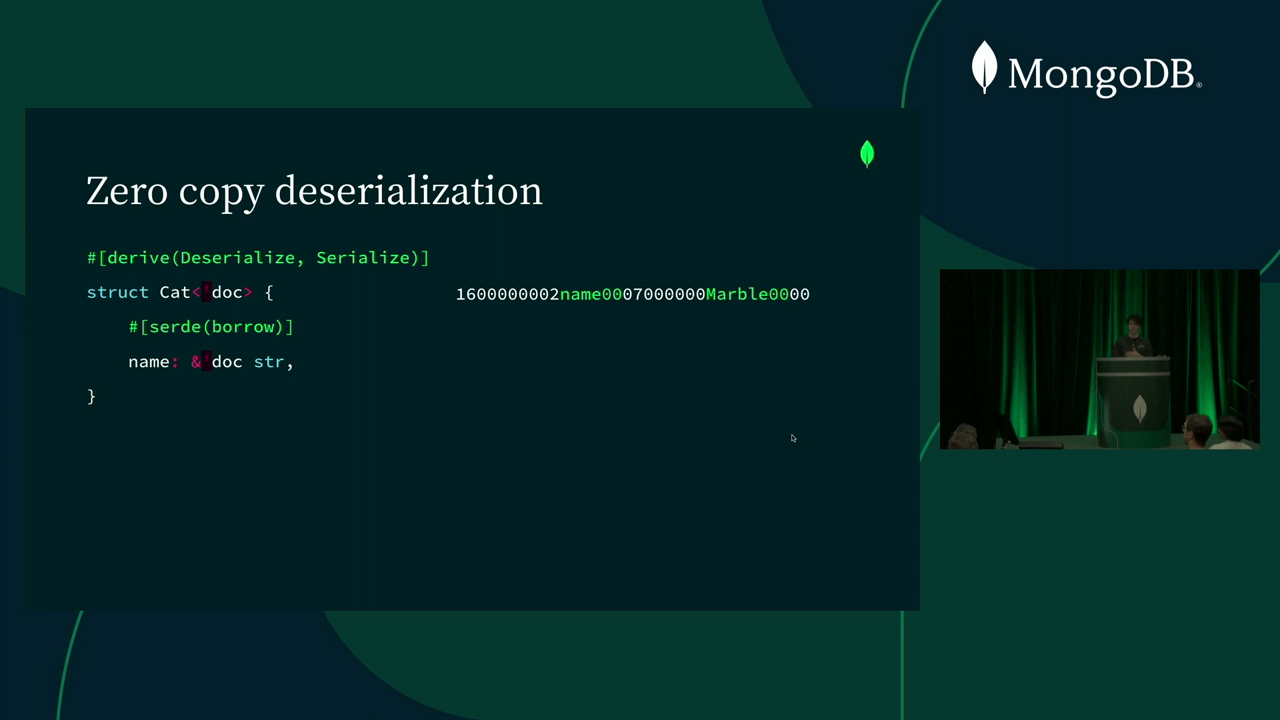 MongoDB®
Zero copy deserialization
#[derive(Deserialize, Serialize)]
struct Cat<'doc> {
#[serde(borrow)]
name: &'doc str,
}
1600000002name0007000000Marble0000